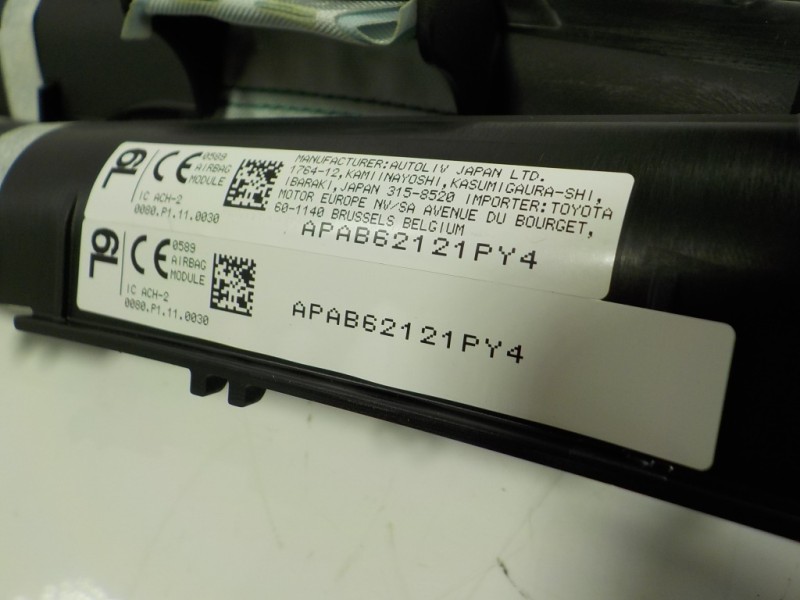 6L
CE 0589
AIRBAG
MODULE
IC ACH-2
0080.P1.11.0030
MANUFACTURER:AUTOLIV JAPAN LTD.
1764-12,KAMIINAYOSHI,KASUMIGAURA-SHI,
IBARAKI,JAPAN 315-8520 IMPORTER:TOYOTA
MOTOR EUROPE NV/SA AVENUE DU BOURGET,
60-1140 BRUSSELS BELGIUM
APAB62121PY4
6L
CE 0589
AIRBAG
MODULE
IC ACH-2
0080.P1.11.0030
APAB62121PY4